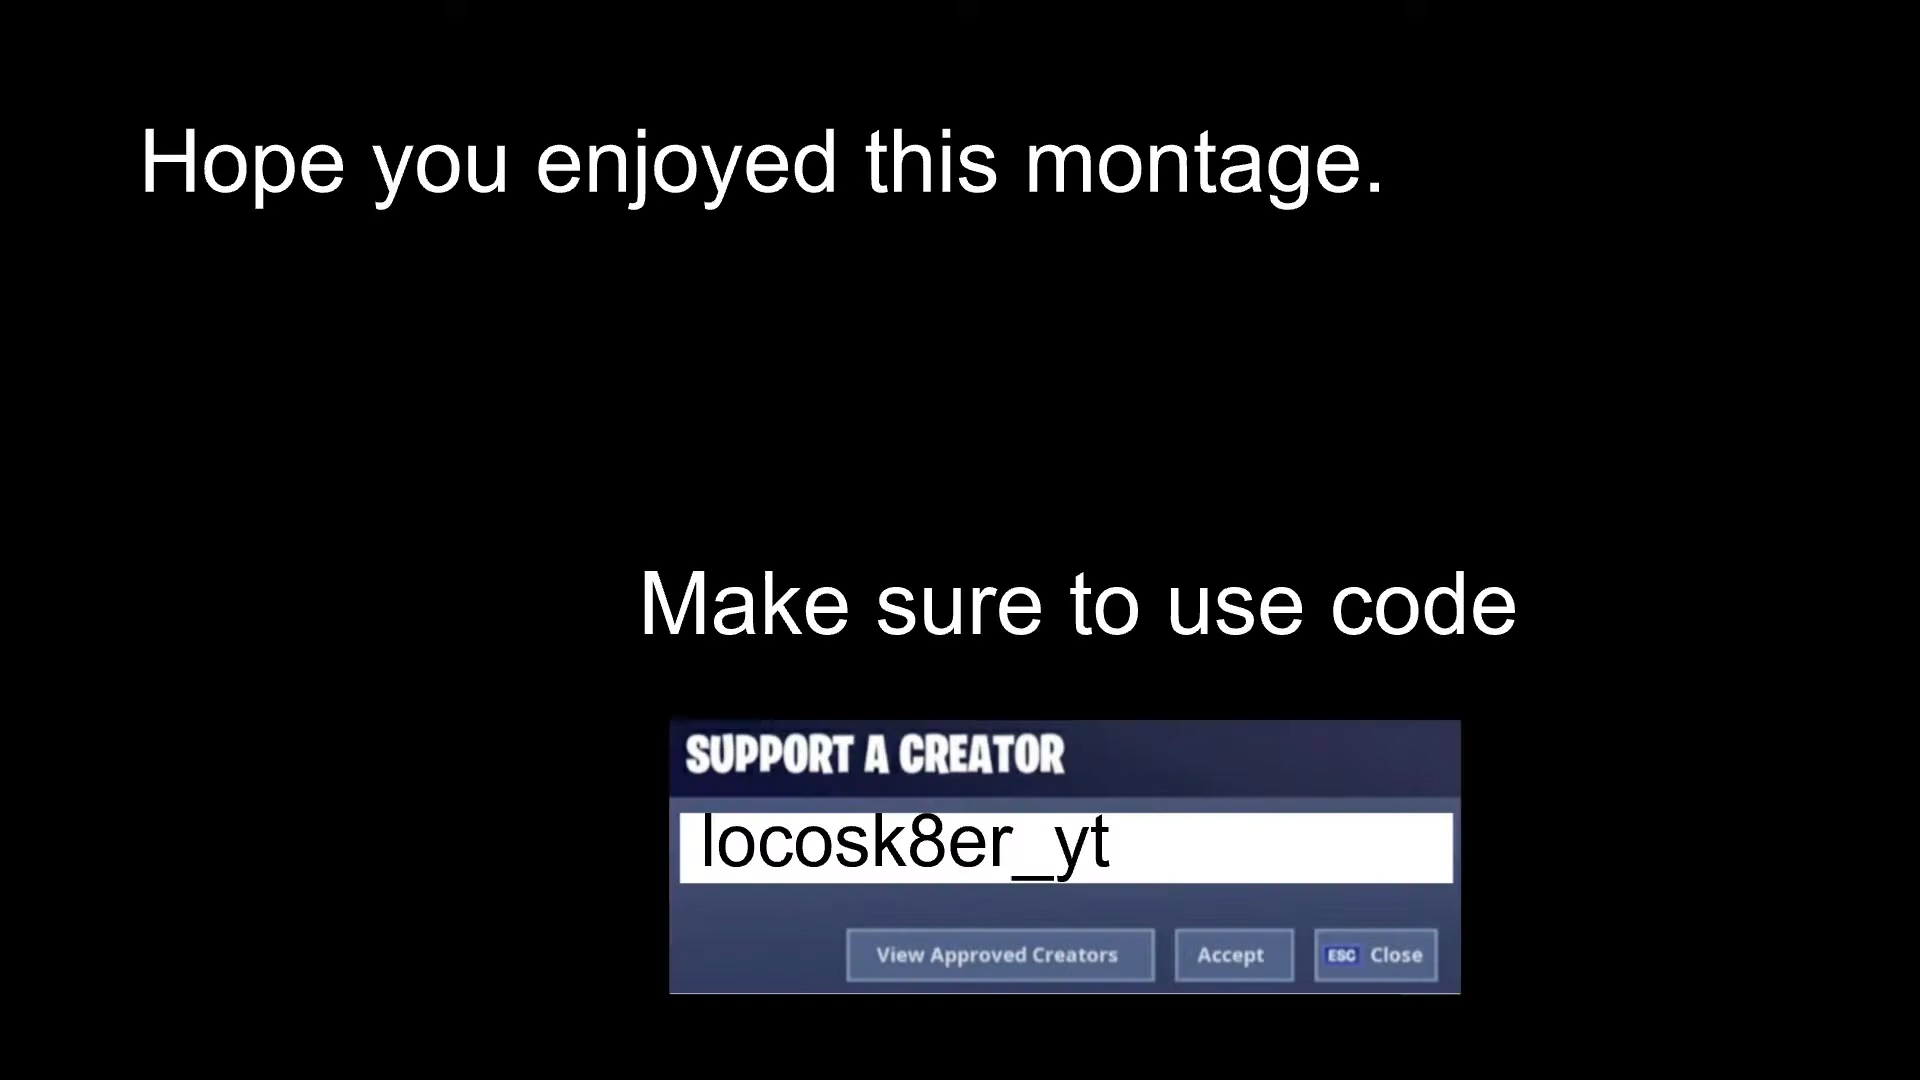 Hope you enjoyed this montage.
Make sure to use code
SUPPORT A CREATOR
locosk8er_yt
View Approved Creators
Accept
ESC Close